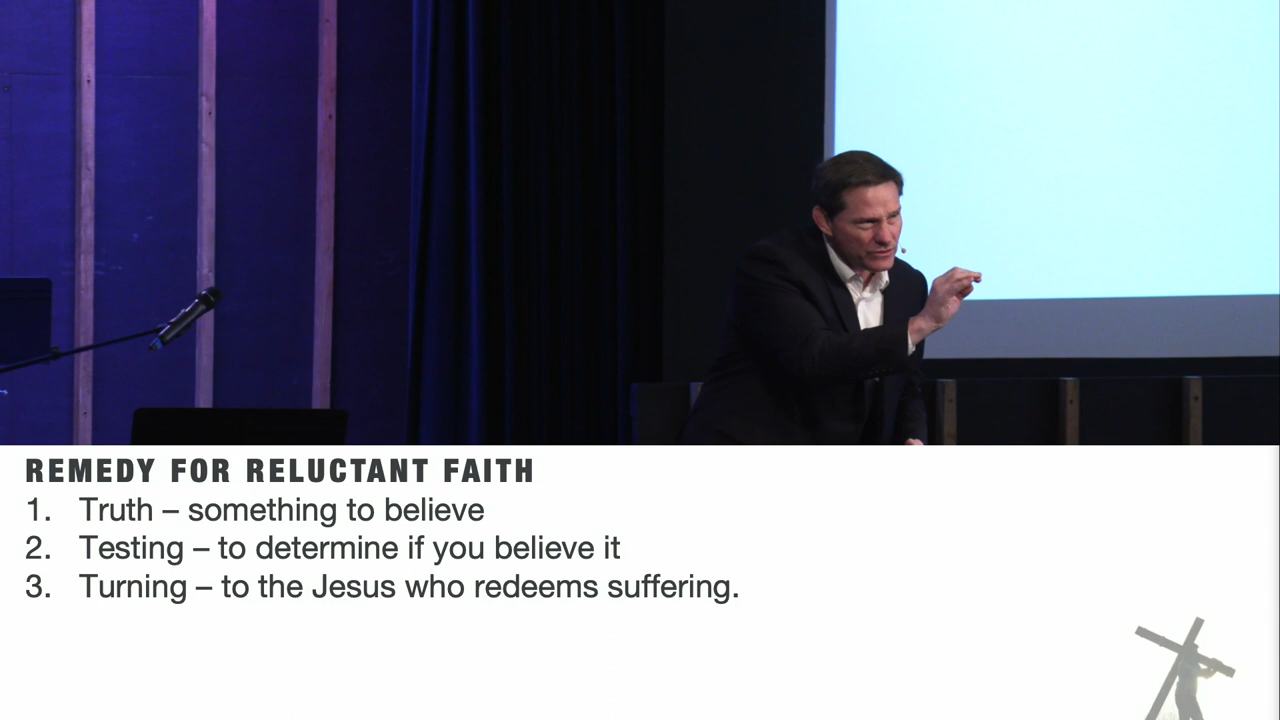 REMEDY FOR RELUCTANT FAITH
1. Truth – something to believe
2. Testing – to determine if you believe it
3. Turning – to the Jesus who redeems suffering.